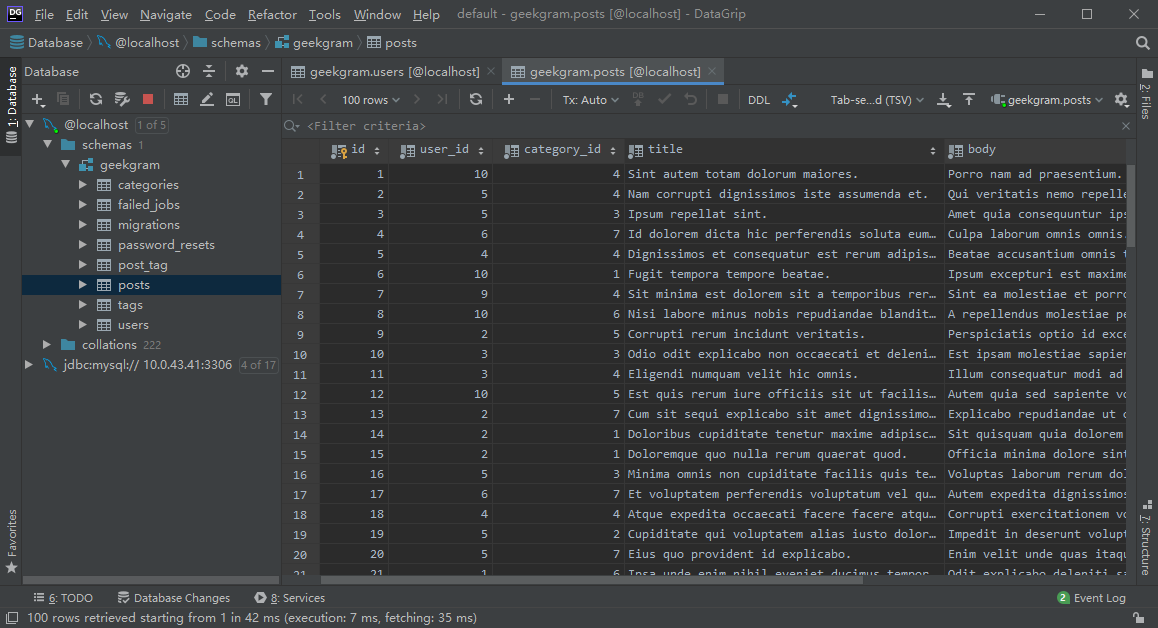 DG File Edit View Navigate Code Refactor Tools Window Help default - geekgram.posts [@localhost] - DataGrip
Database @localhost schemas geekgram posts
1: Database
Database
geekgram.users [@localhost] geekgram.posts [@localhost]
2: Files
QL 100 rows Tx: Auto DB DDL Tab-se...d (TSV) geekgram.posts
<Filter criteria>
@localhost 1 of 5
schemas 1
geekgram
categories
failed_jobs
migrations
password_resets
post_tag
posts
tags
users
collations 222
jdbc:mysql:// 10.0.43.41:3306 4 of 17
id user_id category_id title body
1 1 10 4 Sint autem totam dolorum maiores. Porro nam ad praesentium.
2 2 5 4 Nam corrupti dignissimos iste assumenda et. Qui veritatis nemo repelle
3 3 5 3 Ipsum repellat sint. Amet quia consequuntur ips
4 4 6 7 Id dolorem dicta hic perferendis soluta eum… Culpa laborum omnis omnis.
5 5 4 4 Dignissimos et consequatur est rerum adipis… Beatae accusantium omnis t
6 6 10 1 Fugit tempora tempore beatae. Ipsum excepturi est maxime
7 7 9 4 Sit minima est dolorem sit a temporibus rer… Sint ea molestiae et porro
8 8 10 6 Nisi labore minus nobis repudiandae blandit… A repellendus molestiae pe
9 9 2 5 Corrupti rerum incidunt veritatis. Perspiciatis optio id exce
10 10 3 3 Odio odit explicabo non occaecati et deleni… Est ipsam molestiae sapien
11 11 3 4 Eligendi numquam velit hic omnis. Illum consequatur modi ad
12 12 10 5 Est quis rerum iure officiis sit ut facilis… Autem quia sed sapiente vo
13 13 2 7 Cum sit sequi explicabo sit amet dignissimo… Explicabo repudiandae ut c
14 14 2 1 Doloribus cupiditate tenetur maxime adipisc… Sit quisquam quia dolorem
15 15 2 1 Doloremque quo nulla rerum quaerat quod. Officia minima dolore sint
16 16 5 3 Minima omnis non cupiditate facilis quis te… Voluptas laborum rerum dol
17 17 6 7 Et voluptatem perferendis voluptatum vel qu… Autem expedita dignissimos
18 18 4 4 Atque expedita occaecati facere facere atqu… Corrupti exercitationem vo
19 19 5 2 Cupiditate qui voluptatem alias iusto dolor… Impedit in deserunt volupt
20 20 5 7 Eius quo provident id explicabo. Enim velit unde quas itaqu
21 21 1 6 Ipsa unde enim nihil eveniet ducimus tempor… Odit explicabo deleniti sa
Favorites
7: Structure
6: TODO Database Changes 8: Services 2 Event Log
100 rows retrieved starting from 1 in 42 ms (execution: 7 ms, fetching: 35 ms)